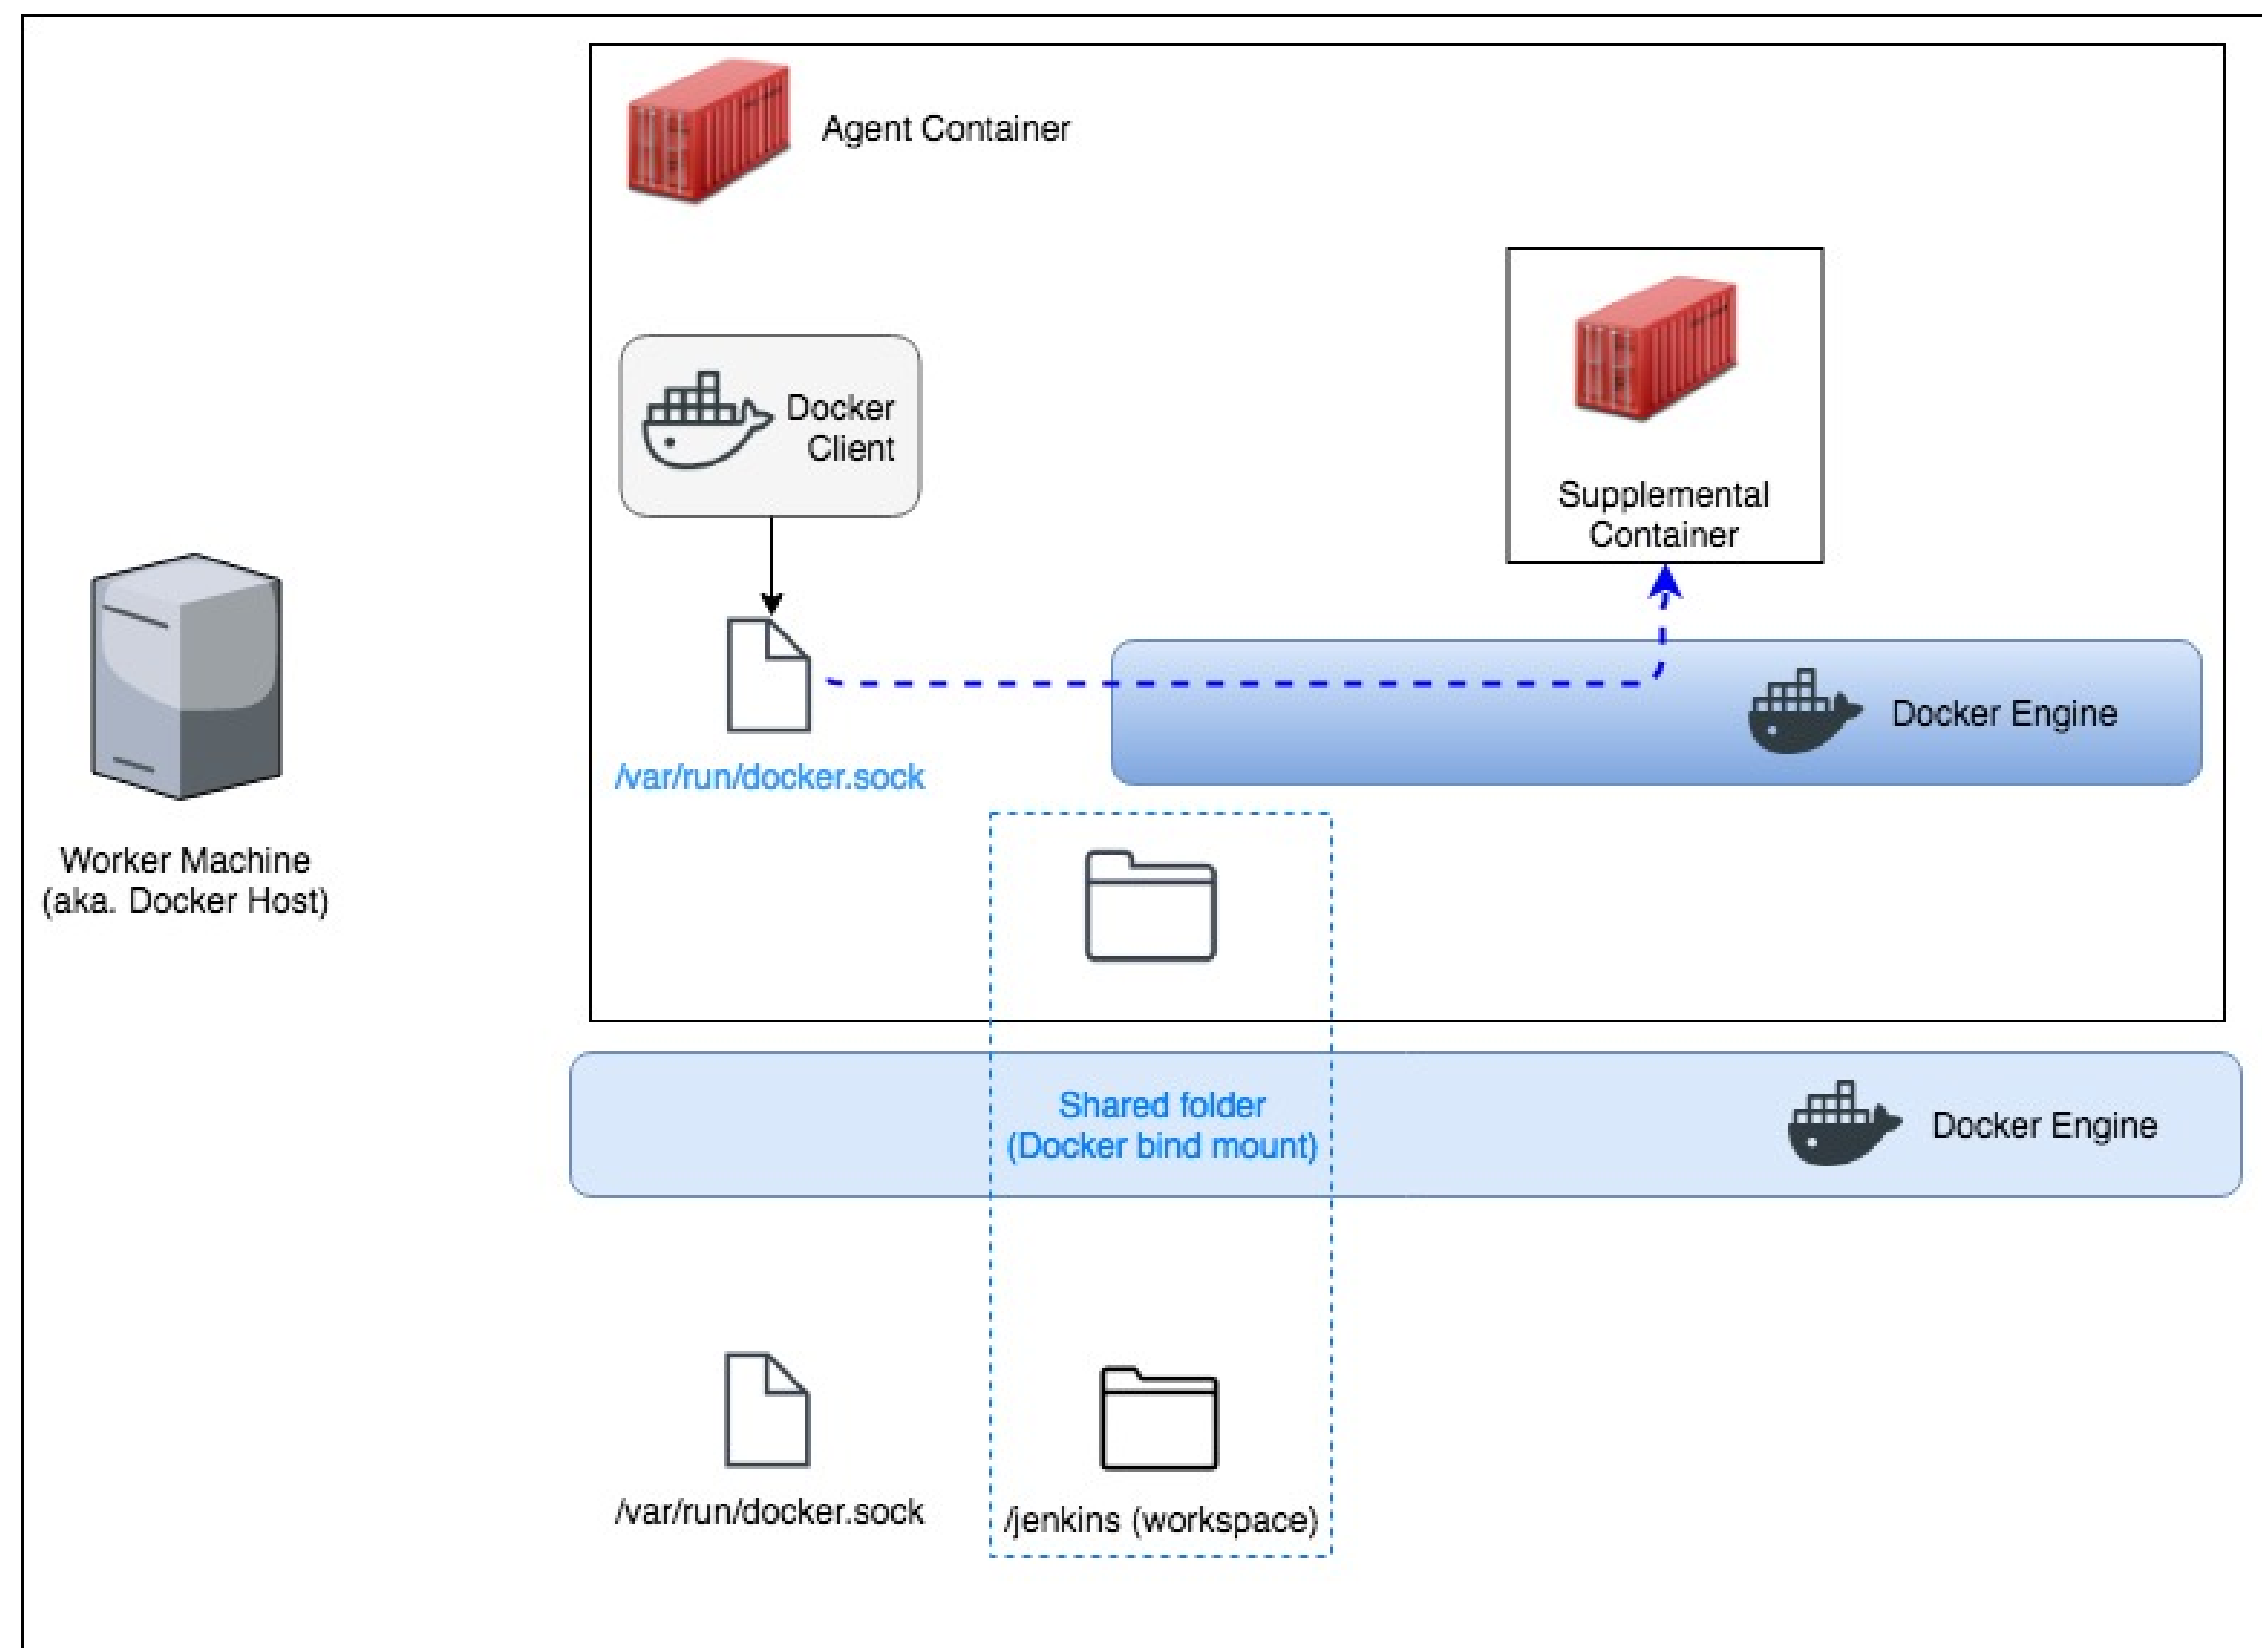 Agent Container
Docker
Client
Supplemental
Container
Docker Engine
/var/run/docker.sock
Worker Machine
(aka. Docker Host)
Shared folder
(Docker bind mount)
Docker Engine
/var/run/docker.sock
/jenkins (workspace)